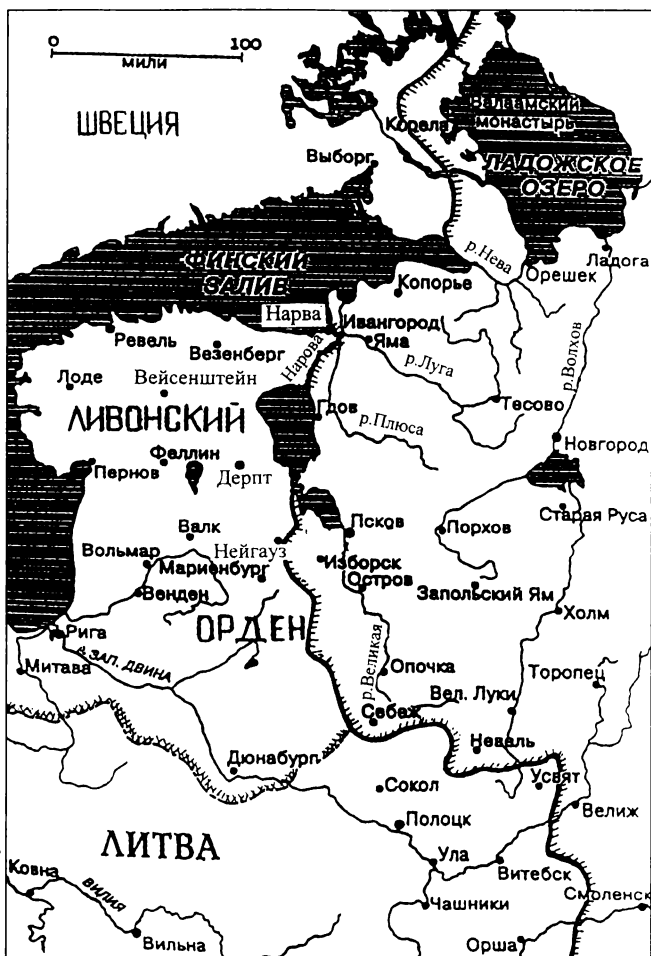 0 100
МИЛИ
ШВЕЦИЯ
Корела
Валаамский
монастырь
Выборг
ЛАДОЖСКОЕ
ОЗЕРО
р.Нева
Ладога
Орешек
ФИНСКИЙ
ЗАЛИВ
Копорье
Нарва
Ивангород
Ревель
Везенберг
Нарова
Яма
р.Луга
р.Волхов
Лоде
Вейсенштейн
Тесово
ЛИВОНСКИЙ
Гдов
р.Плюса
Новгород
Феллин
Пернов
Дерпт
Старая Руса
Псков
Порхов
Валк
Нейгауз
Вольмар
Изборск
Мариенбург
Остров
Запольский Ям
Венден
Холм
ОРДЕН
Рига
р. ЗАП. ДВИНА
Митава
р.Великая
Опочка
Торопец
Вел. Луки
Себеж
Невель
Дюнабург
Сокол
Усвят
Велиж
Полоцк
ЛИТВА
Ула
Витебск
Ковна
ВИЛИЯ
Чашники
Смоленск
Вильна
Орша